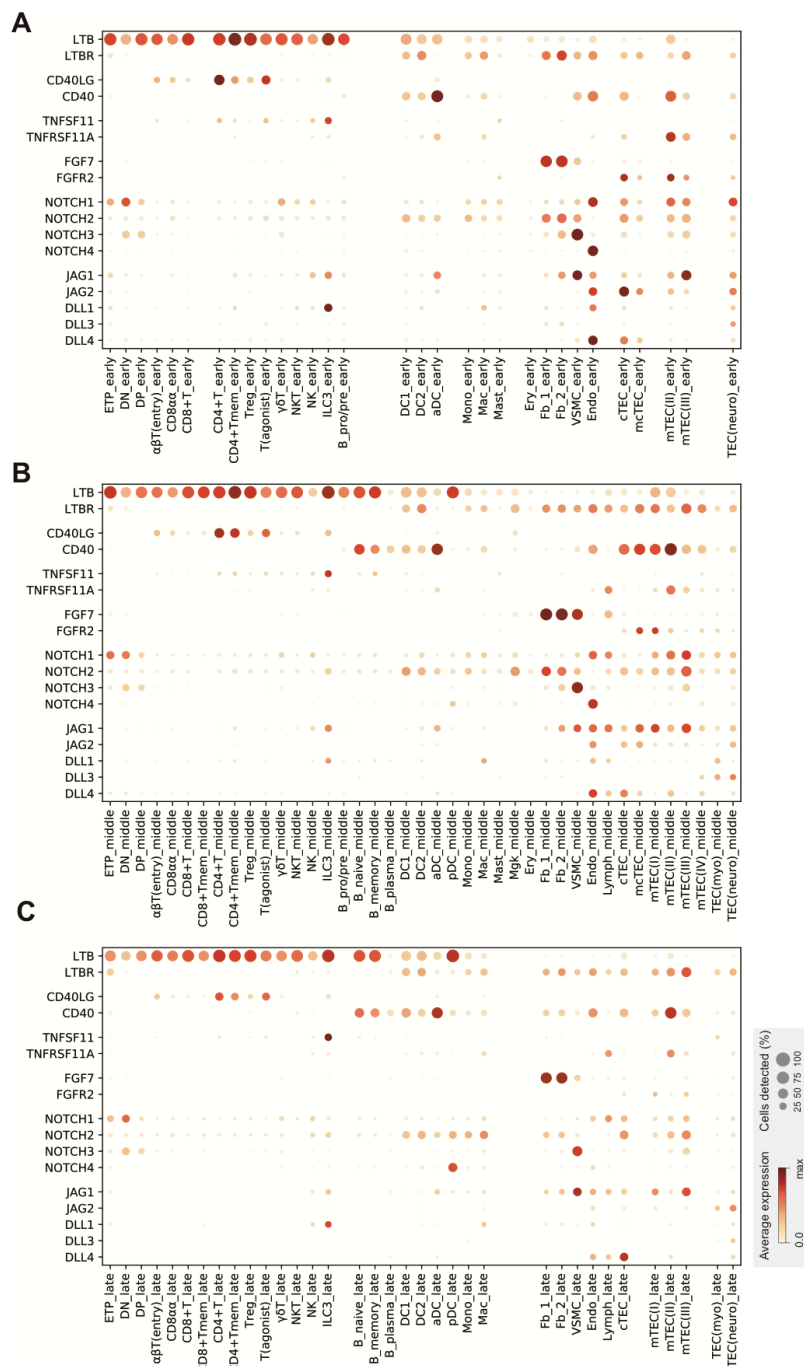 A
LTB
LTBR
CD40LG
CD40
TNFSF11
TNFRSF11A
FGF7
FGFR2
NOTCH1
NOTCH2
NOTCH3
NOTCH4
JAG1
JAG2
DLL1
DLL3
DLL4
ETP_early
DN_early
DP_early
αβT(entry)_early
CD8αα_early
CD8+T_early
CD4+T_early
CD4+Tmem_early
Treg_early
T(agonist)_early
γδT_early
NKT_early
NK_early
ILC3_early
B_pro/pre_early
DC1_early
DC2_early
aDC_early
Mono_early
Mac_early
Mast_early
Ery_early
Fb_1_early
Fb_2_early
VSMC_early
Endo_early
cTEC_early
mcTEC_early
mTEC(II)_early
mTEC(III)_early
TEC(neuro)_early
B
LTB
LTBR
CD40LG
CD40
TNFSF11
TNFRSF11A
FGF7
FGFR2
NOTCH1
NOTCH2
NOTCH3
NOTCH4
JAG1
JAG2
DLL1
DLL3
DLL4
ETP_middle
DN_middle
DP_middle
αβT(entry)_middle
CD8αα_middle
CD8+T_middle
CD8+Tmem_middle
CD4+T_middle
CD4+Tmem_middle
Treg_middle
T(agonist)_middle
γδT_middle
NKT_middle
NK_middle
ILC3_middle
B_pro/pre_middle
B_naive_middle
B_memory_middle
B_plasma_middle
DC1_middle
DC2_middle
aDC_middle
pDC_middle
Mono_middle
Mac_middle
Mast_middle
Mgk_middle
Ery_middle
Fb_1_middle
Fb_2_middle
VSMC_middle
Endo_middle
Lymph_middle
cTEC_middle
mcTEC_middle
mTEC(I)_middle
mTEC(II)_middle
mTEC(III)_middle
mTEC(IV)_middle
TEC(myo)_middle
TEC(neuro)_middle
C
LTB
LTBR
CD40LG
CD40
TNFSF11
TNFRSF11A
FGF7
FGFR2
NOTCH1
NOTCH2
NOTCH3
NOTCH4
JAG1
JAG2
DLL1
DLL3
DLL4
ETP_late
DN_late
DP_late
αβT(entry)_late
CD8αα_late
CD8+T_late
CD8+Tmem_late
CD4+T_late
CD4+Tmem_late
Treg_late
T(agonist)_late
γδT_late
NKT_late
NK_late
ILC3_late
B_naive_late
B_memory_late
B_plasma_late
DC1_late
DC2_late
aDC_late
pDC_late
Mono_late
Mac_late
Fb_1_late
Fb_2_late
VSMC_late
Endo_late
Lymph_late
cTEC_late
mTEC(I)_late
mTEC(II)_late
mTEC(III)_late
TEC(myo)_late
TEC(neuro)_late
Cells detected (%)
25 50 75 100
Average expression
0.0 max